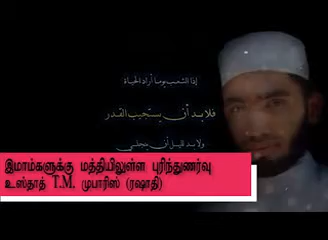 إذا الشعب يوما أراد الحياة
فلا بد أن يستجيب القدر
ولا بد لليل أن ينجلي
இமாம்களுக்கு மத்தியிலுள்ள புரிந்துணர்வு
உஸ்தாத் T.M. முபாரிஸ் (ரஷாதி)